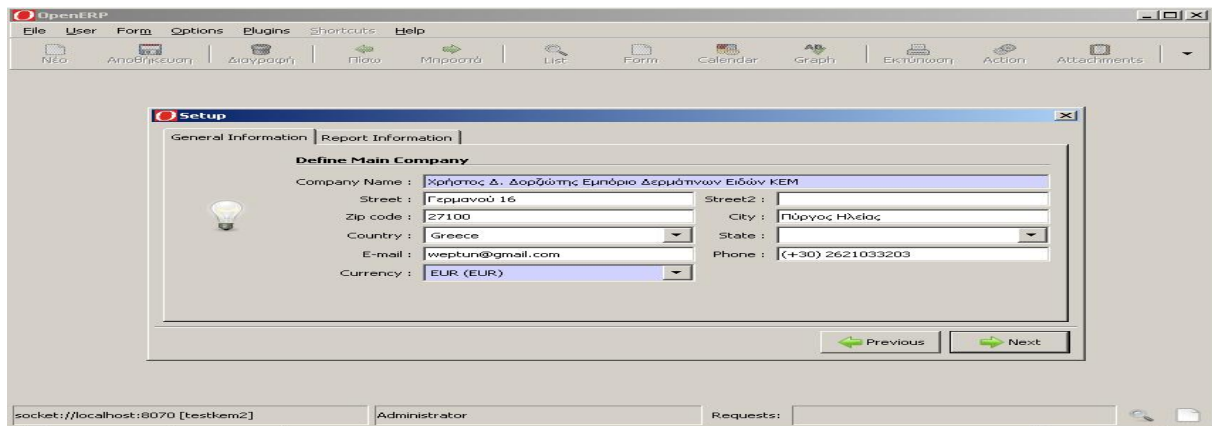 OpenERP
File User Form Options Plugins Shortcuts Help
Νέο Αποθήκευση Διαγραφή Πίσω Μπροστά List Form Calendar Graph Εκτύπωση Action Attachments
Setup
General Information Report Information
Define Main Company
Company Name : Χρήστος Δ. Δορζιώτης Εμπόριο Δερμάτινων Ειδών ΚΕΜ
Street : Γερμανού 16 Street2 :
Zip code : 27100 City : Πύργος Ηλείας
Country : Greece State :
E-mail : weptun@gmail.com Phone : (+30) 2621033203
Currency : EUR (EUR)
Previous Next
socket://localhost:8070 [testkem2] Administrator Requests: